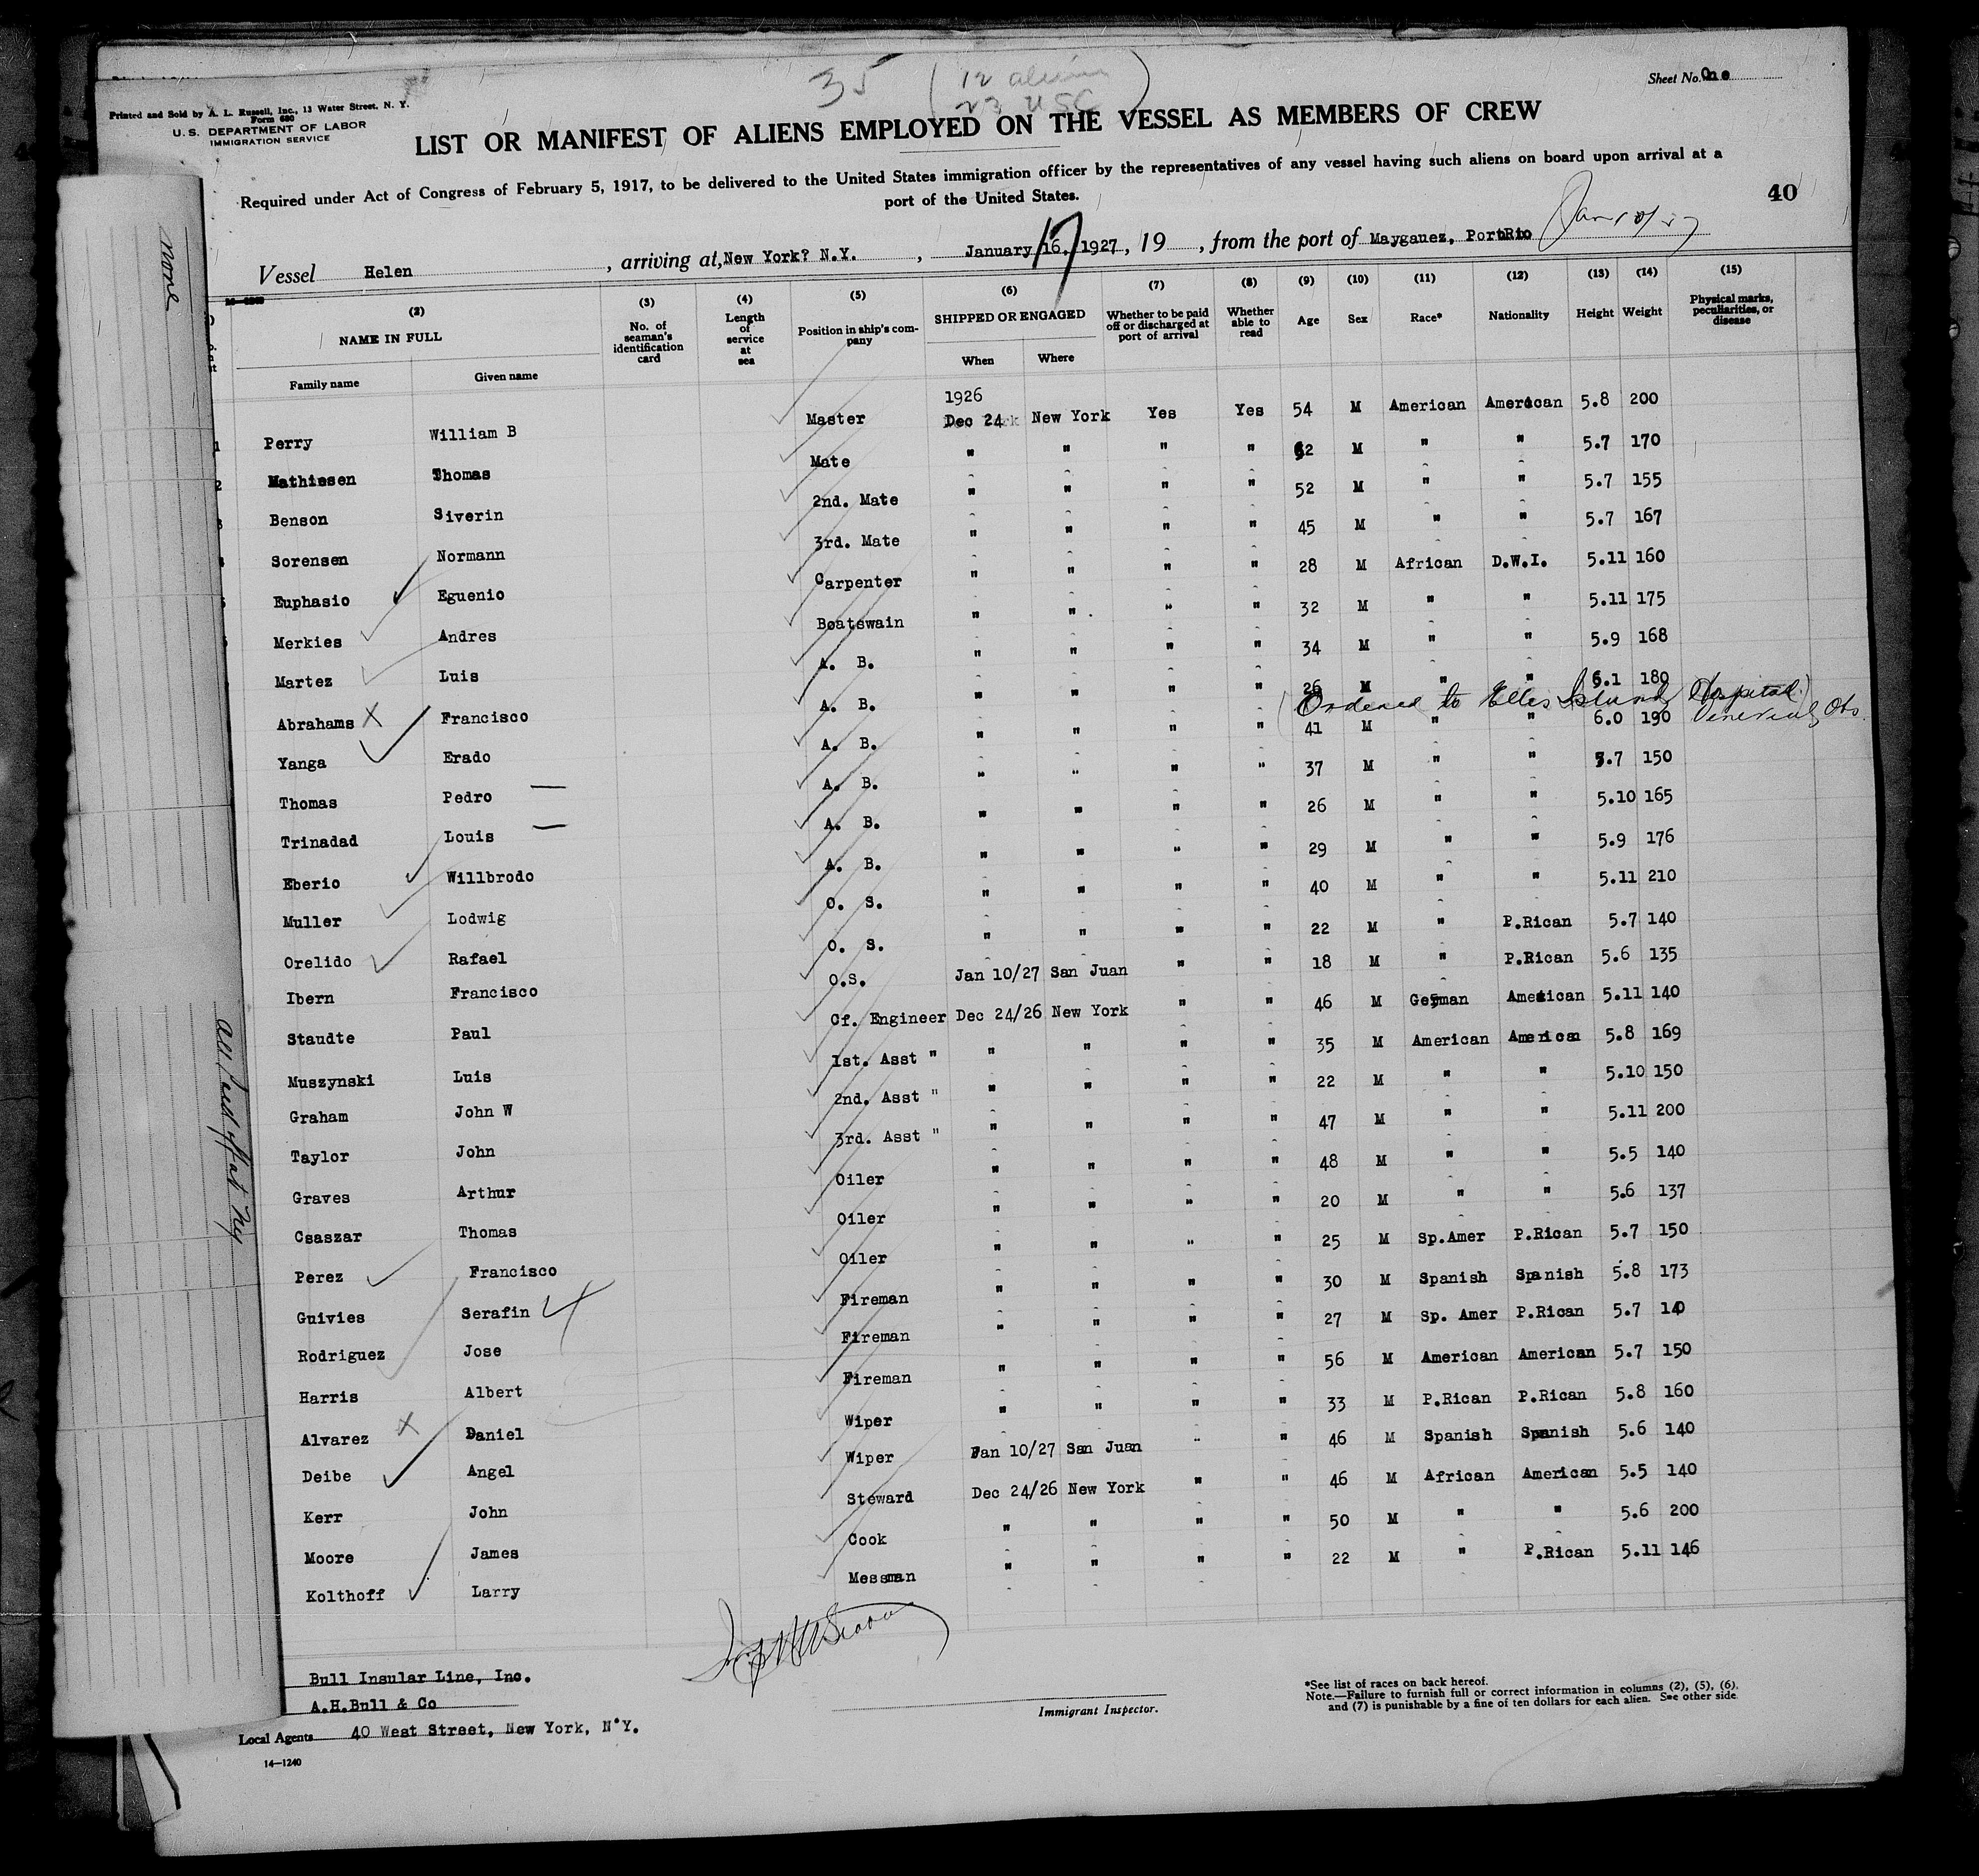 35 ( 12 aliens
23 USC )
Sheet No. One
Printed and Sold by A. L. Russell, Inc., 13 Water Street, N. Y.
Form 680
U.S. DEPARTMENT OF LABOR
IMMIGRATION SERVICE
LIST OR MANIFEST OF ALIENS EMPLOYED ON THE VESSEL AS MEMBERS OF CREW
Required under Act of Congress of February 5, 1917, to be delivered to the United States immigration officer by the representatives of any vessel having such aliens on board upon arrival at a
port of the United States.
40
Vessel Helen, arriving at, New York? N.Y., January 16, 17 1927, 19, from the port of Mayguez, PortoRio
(2) (3) (4) (5) (6) (7) (8) (9) (10) (11) (12) (13) (14) (15)
NAME IN FULL
Family name Given name
No. of seaman's identification card
Length of service at sea
Position in ship's company
SHIPPED OR ENGAGED
When Where
Whether to be paid off or discharged at port of arrival
Whether able to read
Age Sex Race* Nationality Height Weight
Physical marks, peculiarities, or disease
1926
1 Perry William B Master Dec 24 New York Yes Yes 54 M American American 5.8 200
2 Mathiesen Thomas Mate " " " " 62 M " " 5.7 170
Benson Siverin 2nd. Mate " " " " 52 M " " 5.7 155
Sorensen Normann 3rd. Mate " " " " 45 M " " 5.7 167
Euphasio Eguenio Carpenter " " " " 28 M African D.W.I. 5.11 160
Merkies Andres Boatswain " " " " 32 M " " 5.11 175
Martez Luis A. B. " " " " 34 M " " 5.9 168
Abrahams X Francisco A. B. " " " " 26 M " " 6.1 180
Ordered to Ellis Island Hospital)
Yanga Erado A. B. " " " " 41 M " " 6.0 190 Venerial Obs.
Thomas Pedro A. B. " " " " 37 M " " 5.7 150
Trinadad Louis A. B. " " " " 26 M " " 5.10 165
Eberio Willbrodo A. B. " " " " 29 M " " 5.9 176
Muller Lodwig O. S. " " " " 40 M " " 5.11 210
Orelido Rafael O. S. " " " " 22 M " P.Rican 5.7 140
Ibern Francisco O.S. Jan 10/27 San Juan " " 18 M " P.Rican 5.6 135
Staudte Paul Cf. Engineer Dec 24/26 New York " " 46 M German American 5.11 140
Muszynski Luis 1st. Asst " " " " " 35 M American American 5.8 169
Graham John W 2nd. Asst " " " " " 22 M " " 5.10 150
Taylor John 3rd. Asst " " " " " 47 M " " 5.11 200
Graves Arthur Oiler " " " " 48 M " " 5.5 140
Csaszar Thomas Oiler " " " " 20 M " " 5.6 137
Perez Francisco Oiler " " " " 25 M Sp.Amer P.Rican 5.7 150
Guivies Serafin Fireman " " " " 30 M Spanish Spanish 5.8 173
Rodriguez Jose Fireman " " " " 27 M Sp. Amer P.Rican 5.7 140
Harris Albert Fireman " " " " 56 M American American 5.7 150
Alvarez X Daniel Wiper " " " " 33 M P.Rican P.Rican 5.8 160
Deibe Angel Wiper Jan 10/27 San Juan " " 46 M Spanish Spanish 5.6 140
Kerr John Steward Dec 24/26 New York " " 46 M African American 5.5 140
Moore James Cook " " " " 50 M " " 5.6 200
Kolthoff Larry Messman " " " " 22 M " P.Rican 5.11 146
Bull Insular Line, Inc.
A.H.Bull & Co
Local Agents 40 West Street, New York, N.Y.
14—1240
Immigrant Inspector.
*See list of races on back hereof.
Note.—Failure to furnish full or correct information in columns (2), (5), (6),
and (7) is punishable by a fine of ten dollars for each alien. See other side.